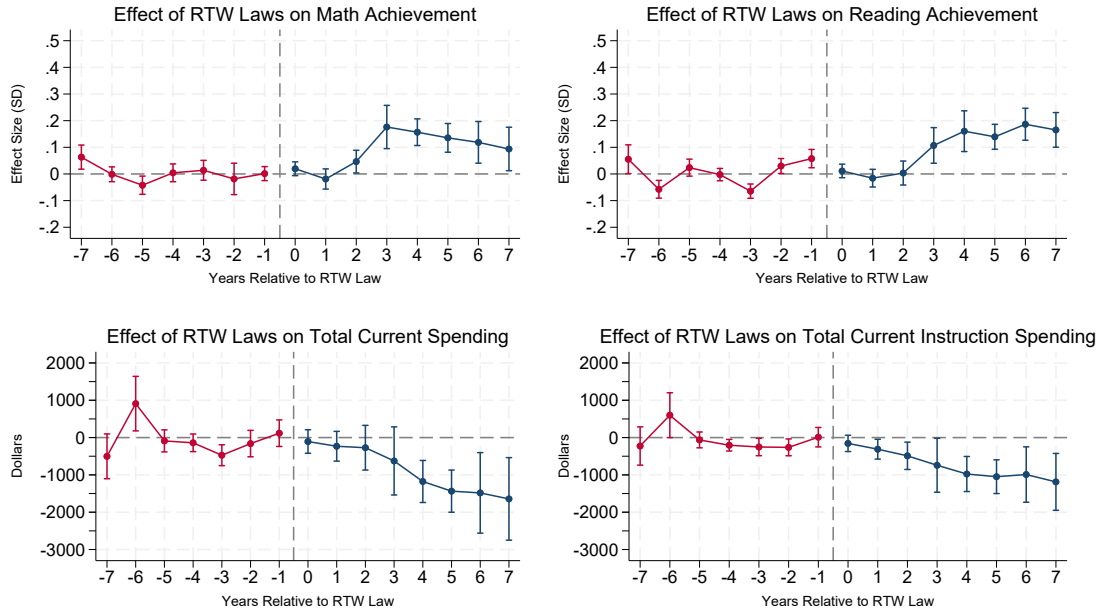 Effect of RTW Laws on Math Achievement
.5
.4
.3
.2
.1
0
-.1
-.2
Effect Size (SD)
-7 -6 -5 -4 -3 -2 -1 0 1 2 3 4 5 6 7
Years Relative to RTW Law
Effect of RTW Laws on Reading Achievement
.5
.4
.3
.2
.1
0
-.1
-.2
Effect Size (SD)
-7 -6 -5 -4 -3 -2 -1 0 1 2 3 4 5 6 7
Years Relative to RTW Law
Effect of RTW Laws on Total Current Spending
2000
1000
0
-1000
-2000
-3000
Dollars
-7 -6 -5 -4 -3 -2 -1 0 1 2 3 4 5 6 7
Years Relative to RTW Law
Effect of RTW Laws on Total Current Instruction Spending
2000
1000
0
-1000
-2000
-3000
Dollars
-7 -6 -5 -4 -3 -2 -1 0 1 2 3 4 5 6 7
Years Relative to RTW Law